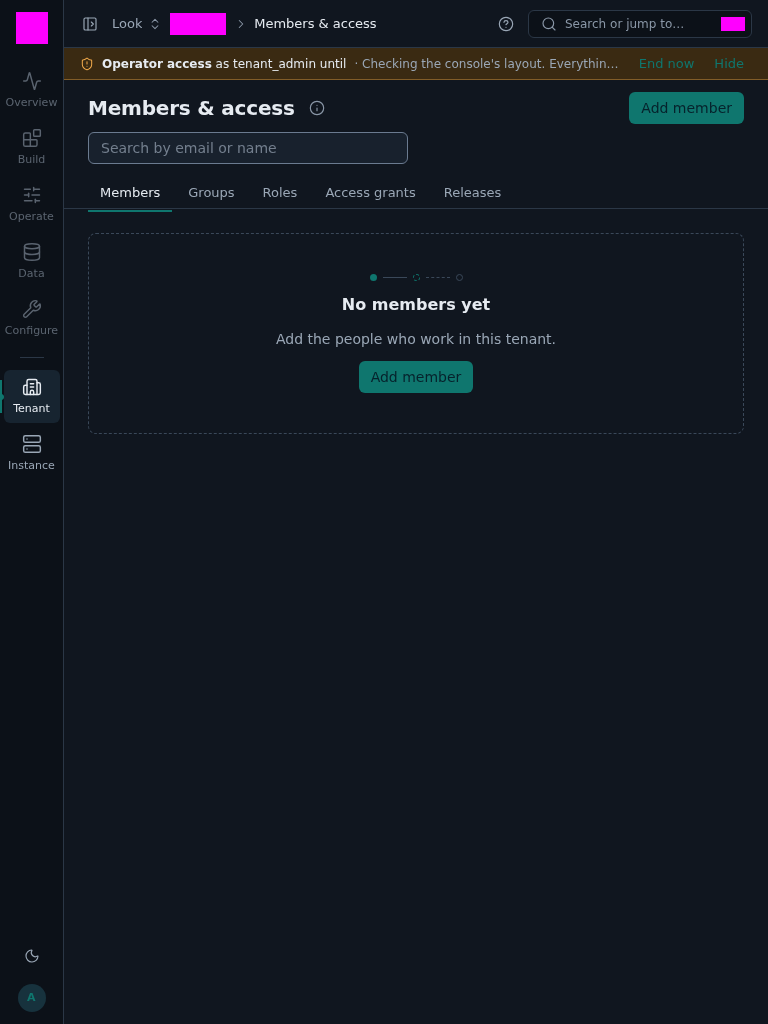 Look
Members & access
Search or jump to…
Operator access as tenant_admin until · Checking the console's layout. Everythin…
End now
Hide
Overview
Build
Operate
Data
Configure
Tenant
Instance
Members & access
Add member
Search by email or name
Members
Groups
Roles
Access grants
Releases
No members yet
Add the people who work in this tenant.
Add member
A